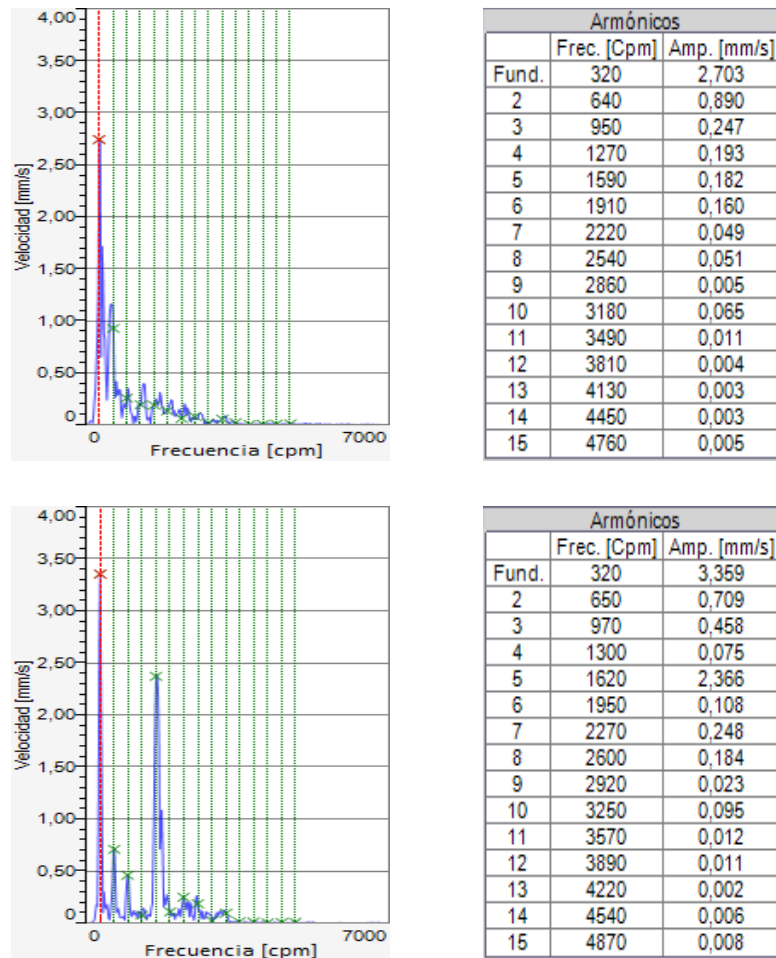 4,00
3,50
3,00
2,50
2,00
1,50
1,00
0,50
0
Velocidad [mm/s]
0 7000
Frecuencia [cpm]
Armónicos
Frec. [Cpm] Amp. [mm/s]
Fund. 320 2,703
2 640 0,890
3 950 0,247
4 1270 0,193
5 1590 0,182
6 1910 0,160
7 2220 0,049
8 2540 0,051
9 2860 0,005
10 3180 0,065
11 3490 0,011
12 3810 0,004
13 4130 0,003
14 4450 0,003
15 4760 0,005
4,00
3,50
3,00
2,50
2,00
1,50
1,00
0,50
0
Velocidad [mm/s]
0 7000
Frecuencia [cpm]
Armónicos
Frec. [Cpm] Amp. [mm/s]
Fund. 320 3,359
2 650 0,709
3 970 0,458
4 1300 0,075
5 1620 2,366
6 1950 0,108
7 2270 0,248
8 2600 0,184
9 2920 0,023
10 3250 0,095
11 3570 0,012
12 3890 0,011
13 4220 0,002
14 4540 0,006
15 4870 0,008